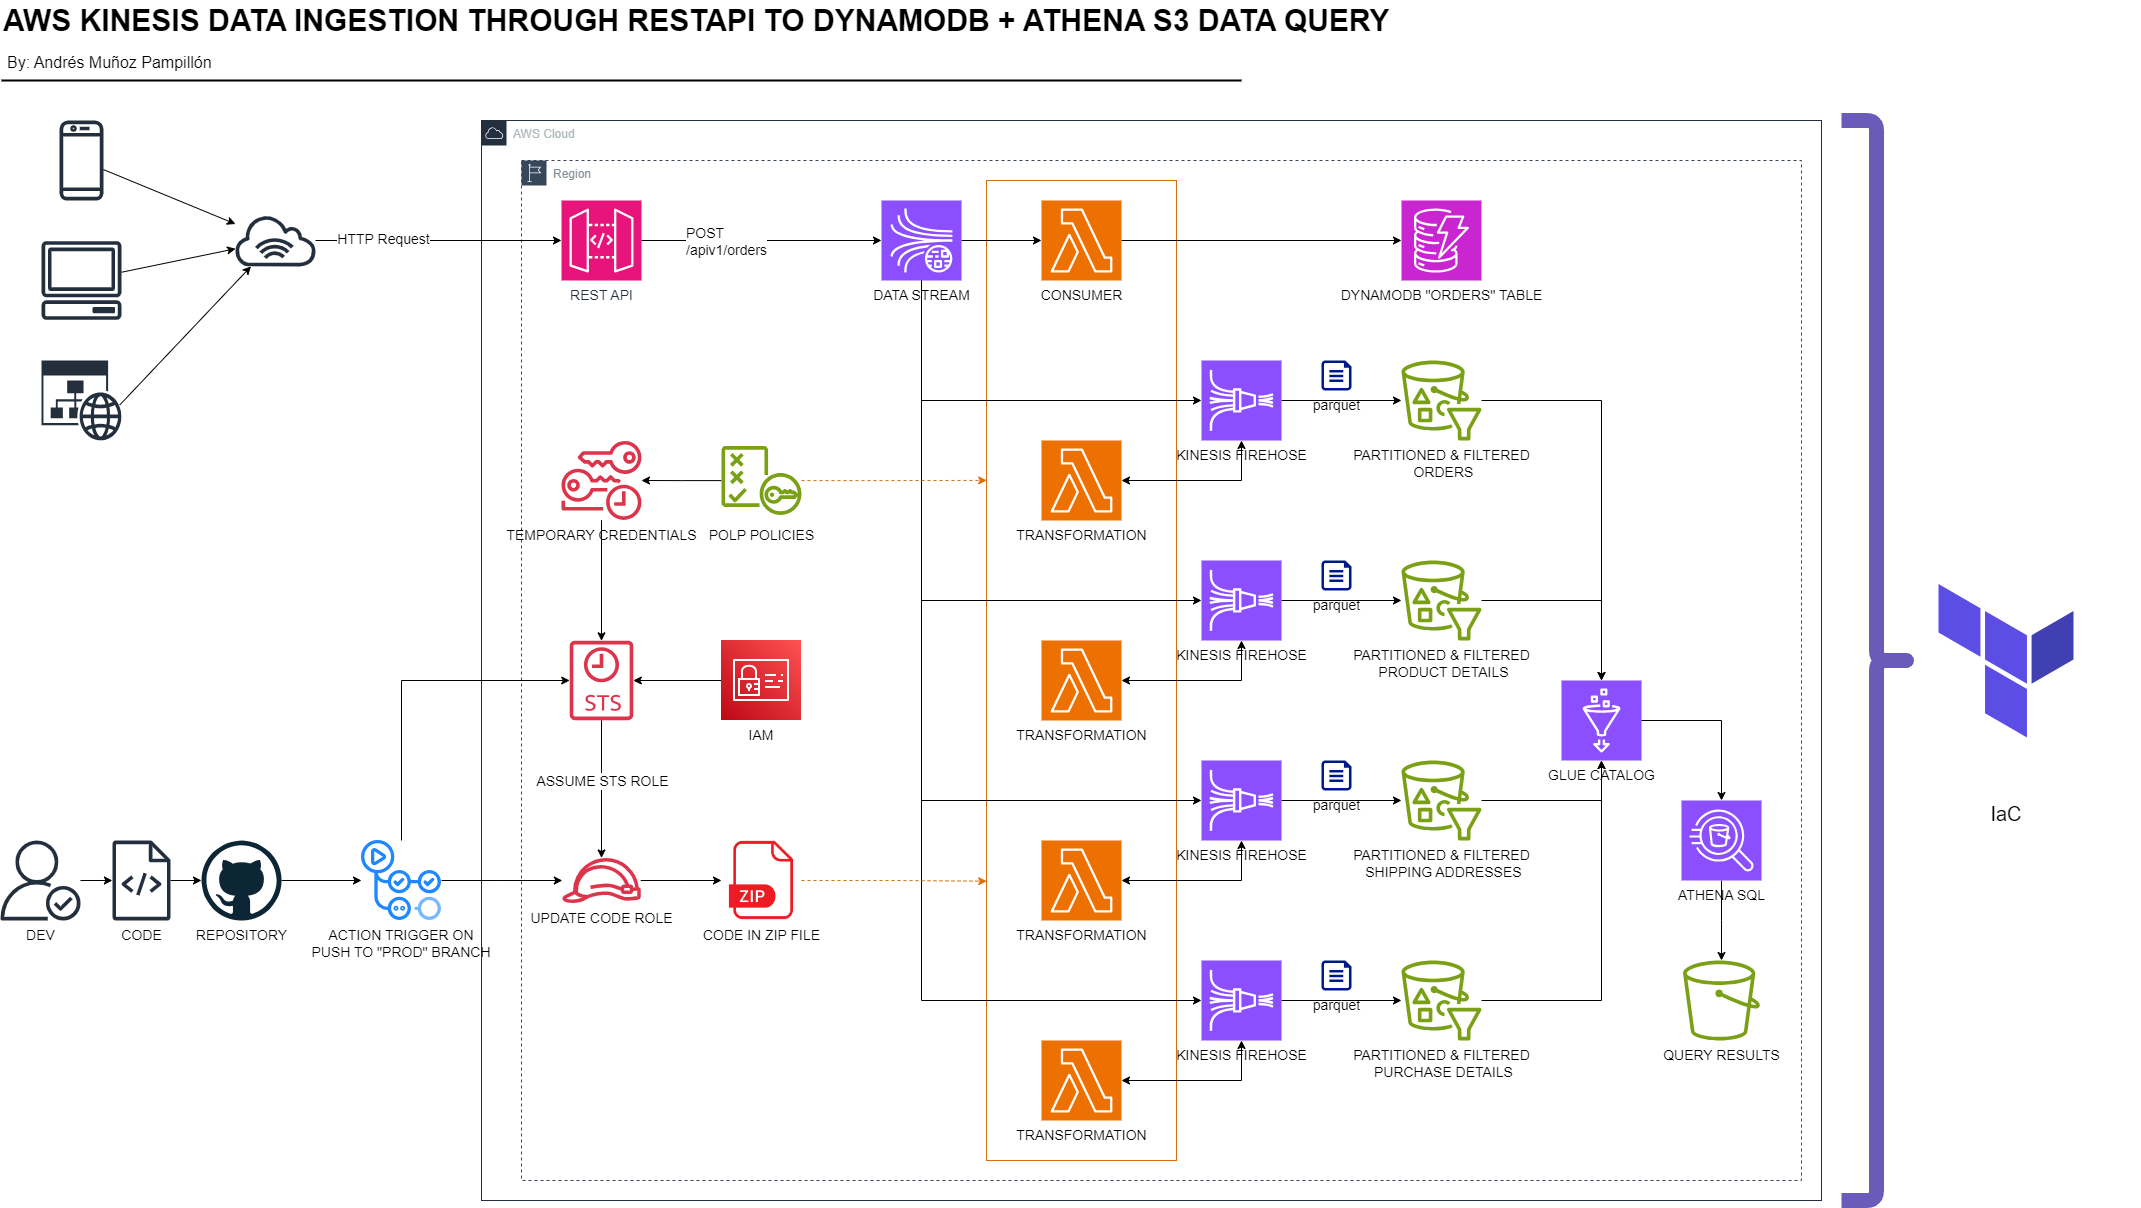 AWS KINESIS DATA INGESTION THROUGH RESTAPI TO DYNAMODB + ATHENA S3 DATA QUERY
By: Andrés Muñoz Pampillón
AWS Cloud
Region
HTTP Request
POST
/apiv1/orders
REST API
DATA STREAM
CONSUMER
DYNAMODB "ORDERS" TABLE
parquet
KINESIS FIREHOSE
PARTITIONED & FILTERED
ORDERS
TEMPORARY CREDENTIALS
POLP POLICIES
TRANSFORMATION
parquet
KINESIS FIREHOSE
PARTITIONED & FILTERED
PRODUCT DETAILS
STS
IAM
TRANSFORMATION
GLUE CATALOG
ASSUME STS ROLE
parquet
IaC
KINESIS FIREHOSE
PARTITIONED & FILTERED
SHIPPING ADDRESSES
ZIP
ATHENA SQL
DEV
CODE
REPOSITORY
ACTION TRIGGER ON
PUSH TO "PROD" BRANCH
UPDATE CODE ROLE
CODE IN ZIP FILE
TRANSFORMATION
parquet
KINESIS FIREHOSE
PARTITIONED & FILTERED
PURCHASE DETAILS
QUERY RESULTS
TRANSFORMATION